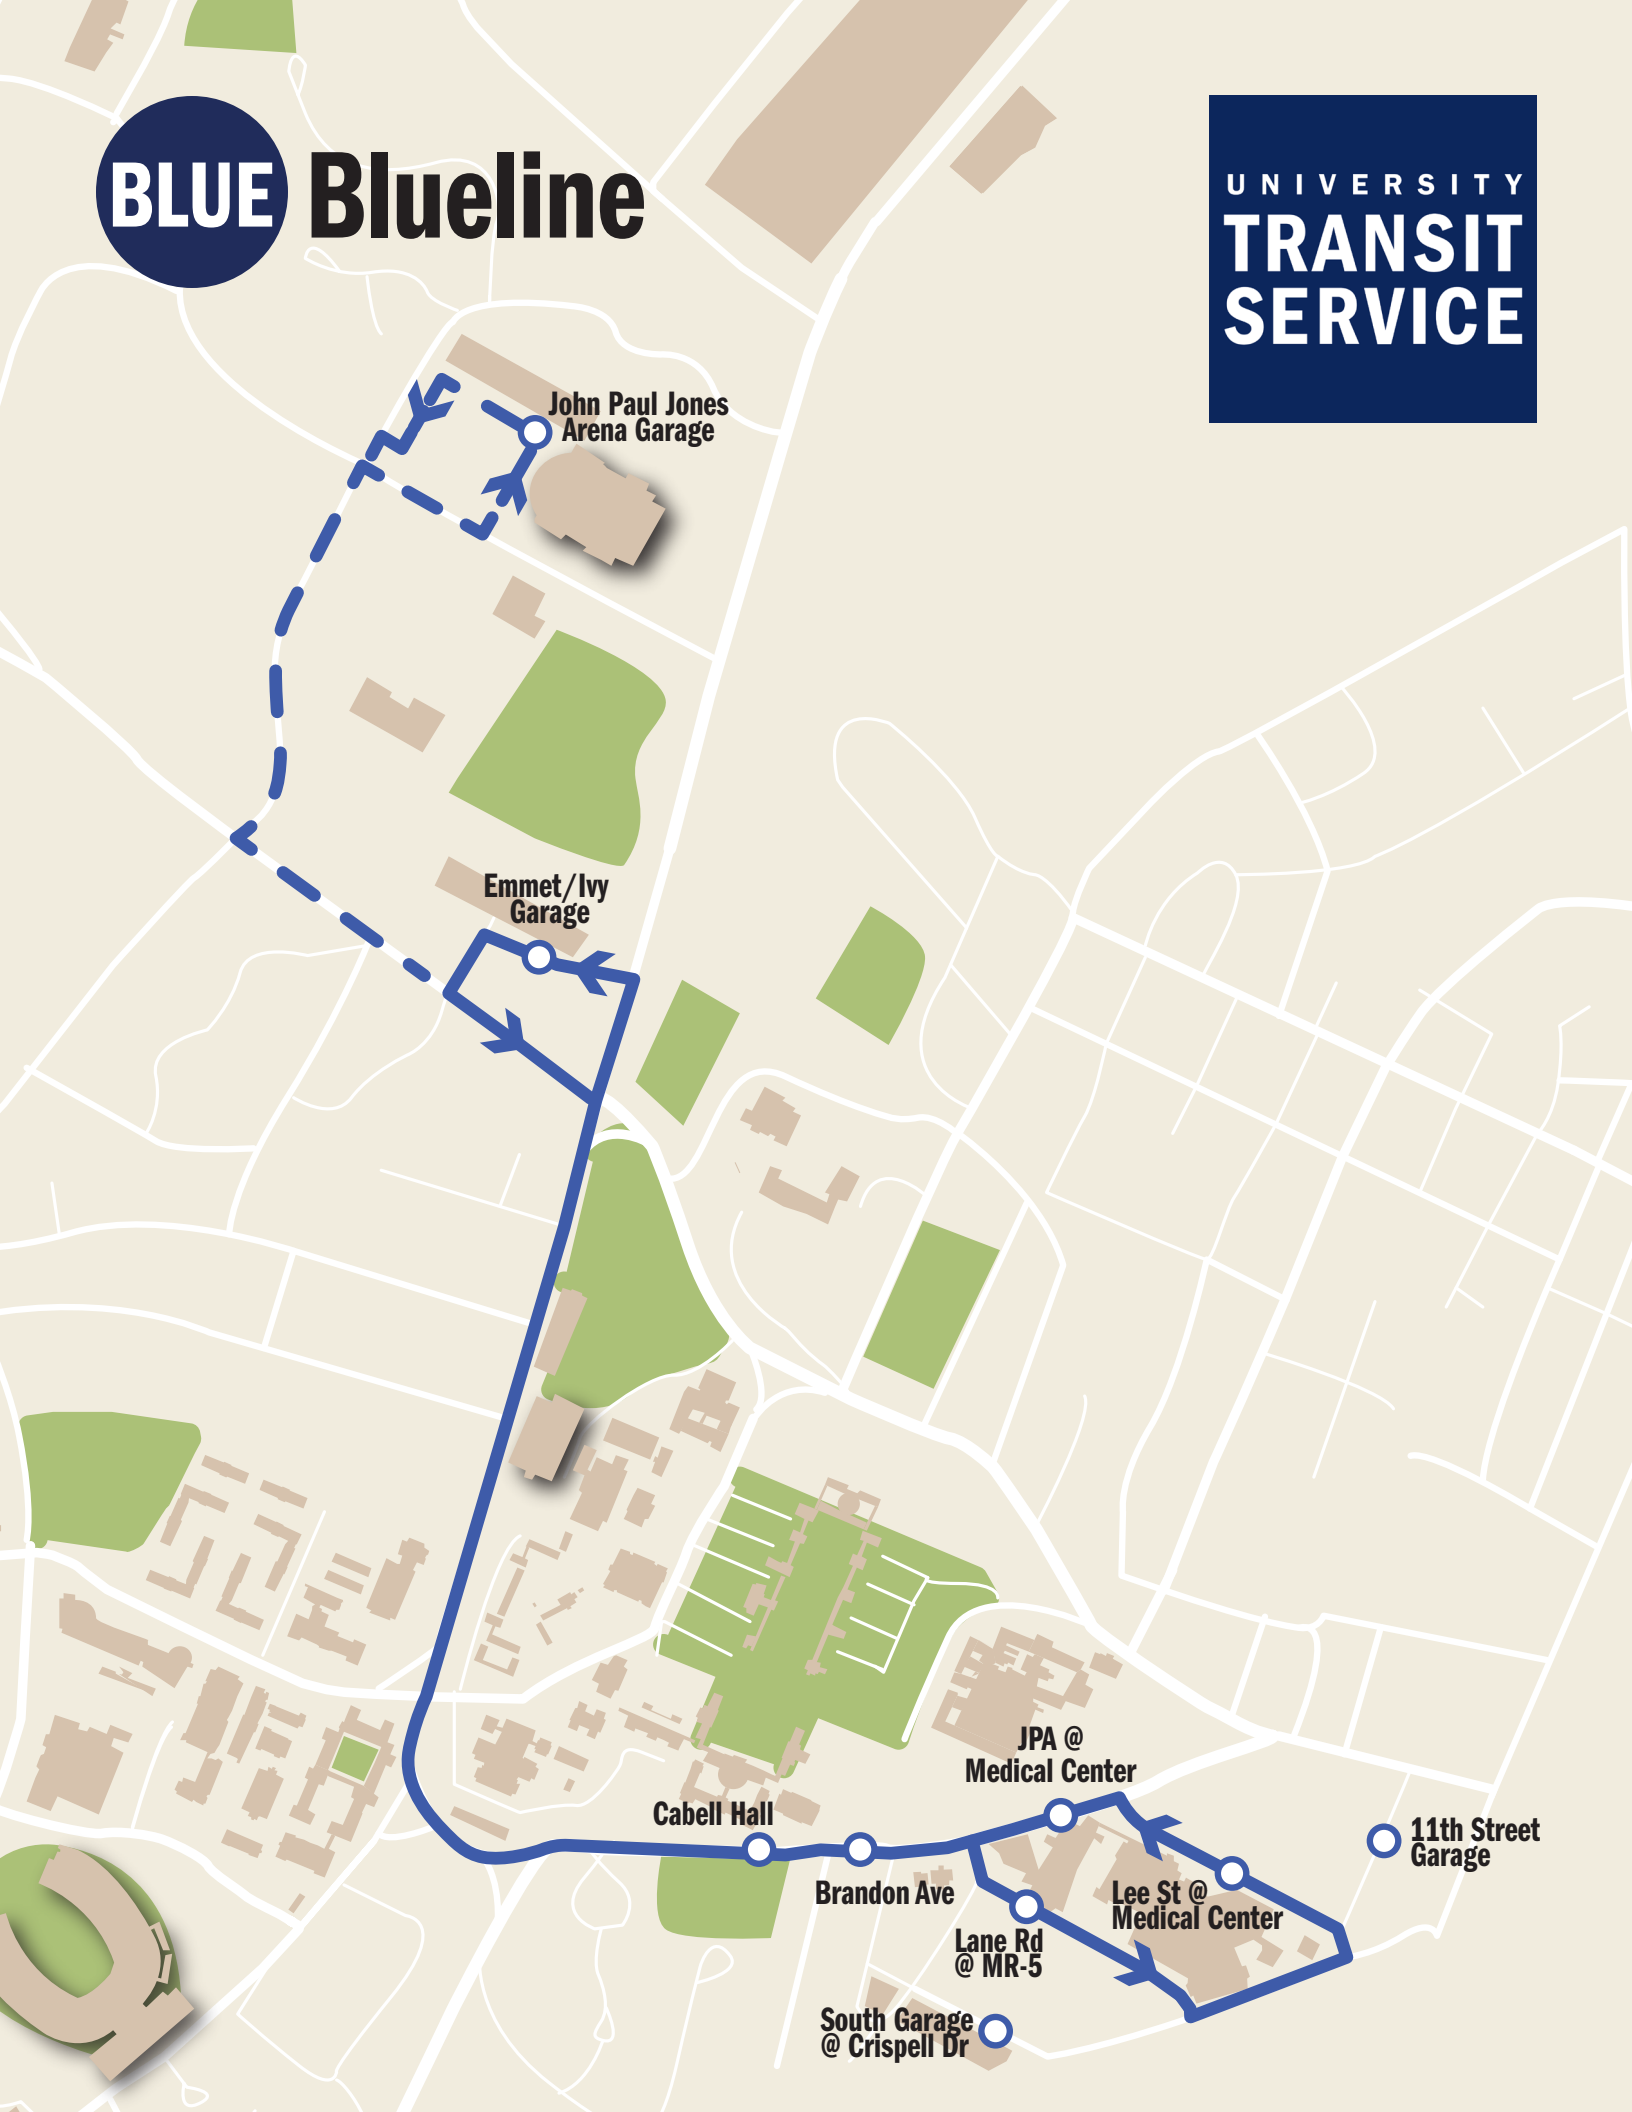 BLUE Blueline
UNIVERSITY
TRANSIT
SERVICE
John Paul Jones
Arena Garage
Emmet/Ivy
Garage
JPA @
Medical Center
Cabell Hall
11th Street
Garage
Brandon Ave
Lee St @
Medical Center
Lane Rd
@ MR-5
South Garage
@ Crispell Dr